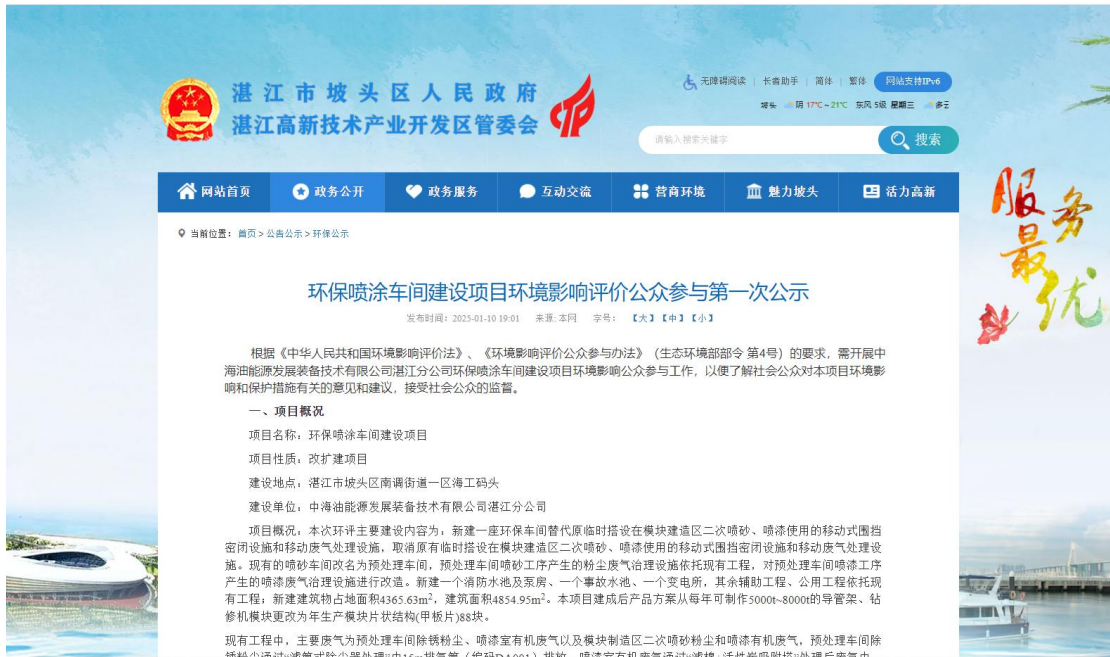 无障碍阅读 | 长者助手 | 简体 | 繁体 网站支持IPv6
湛江市坡头区人民政府
湛江高新技术产业开发区管委会
坡头 阴 17℃~21℃ 东风 5级 星期三 多云
请输入搜索关键字 搜索
网站首页 政务公开 政务服务 互动交流 营商环境 魅力坡头 活力高新
服务最优
当前位置: 首页 > 公告公示 > 环保公示
环保喷涂车间建设项目环境影响评价公众参与第一次公示
发布时间: 2025-01-10 19:01 来源: 本网 字号: 【大】【中】【小】
根据《中华人民共和国环境影响评价法》、《环境影响评价公众参与办法》（生态环境部部令 第4号）的要求，需开展中
海油能源发展装备技术有限公司湛江分公司环保喷涂车间建设项目环境影响公众参与工作，以便了解社会公众对本项目环境影
响和保护措施有关的意见和建议，接受社会公众的监督。
一、项目概况
项目名称：环保喷涂车间建设项目
项目性质：改扩建项目
建设地点：湛江市坡头区南调街道一区海工码头
建设单位：中海油能源发展装备技术有限公司湛江分公司
项目概况：本次环评主要建设内容为：新建一座环保车间替代原临时搭设在模块建造区二次喷砂、喷漆使用的移动式围挡
密闭设施和移动废气处理设施，取消原有临时搭设在模块建造区二次喷砂、喷漆使用的移动式围挡密闭设施和移动废气处理设
施。现有的喷砂车间改名为预处理车间，预处理车间喷砂工序产生的粉尘废气治理设施依托现有工程，对预处理车间喷漆工序
产生的喷漆废气治理设施进行改造。新建一个消防水池及泵房、一个事故水池、一个变电所，其余辅助工程、公用工程依托现
有工程；新建建筑物占地面积4365.63m²，建筑面积4854.95m²。本项目建成后产品方案从每年可制作5000t~8000t的导管架、钻
修机模块更改为年生产模块片状结构(甲板片)88块。
现有工程中，主要废气为预处理车间除锈粉尘、喷漆室有机废气以及模块制造区二次喷砂粉尘和喷漆有机废气，预处理车间除